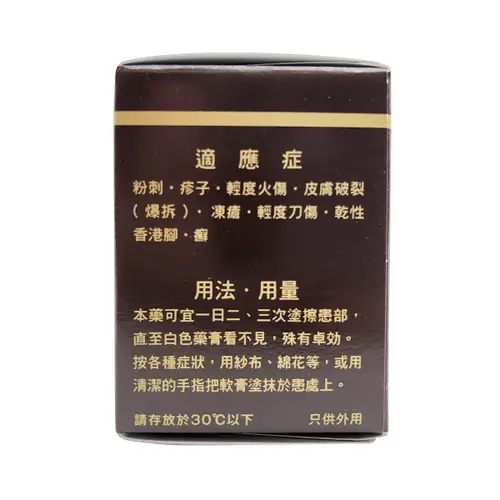 適應症
粉刺・疹子・輕度火傷・皮膚破裂
(爆拆)・凍瘡・輕度刀傷・乾性
香港腳・癬
用法・用量
本藥可宜一日二、三次塗擦患部，
直至白色藥膏看不見，殊有卓効。
按各種症狀，用紗布、綿花等，或用
清潔的手指把軟膏塗抹於患處上。
請存放於30℃以下 只供外用